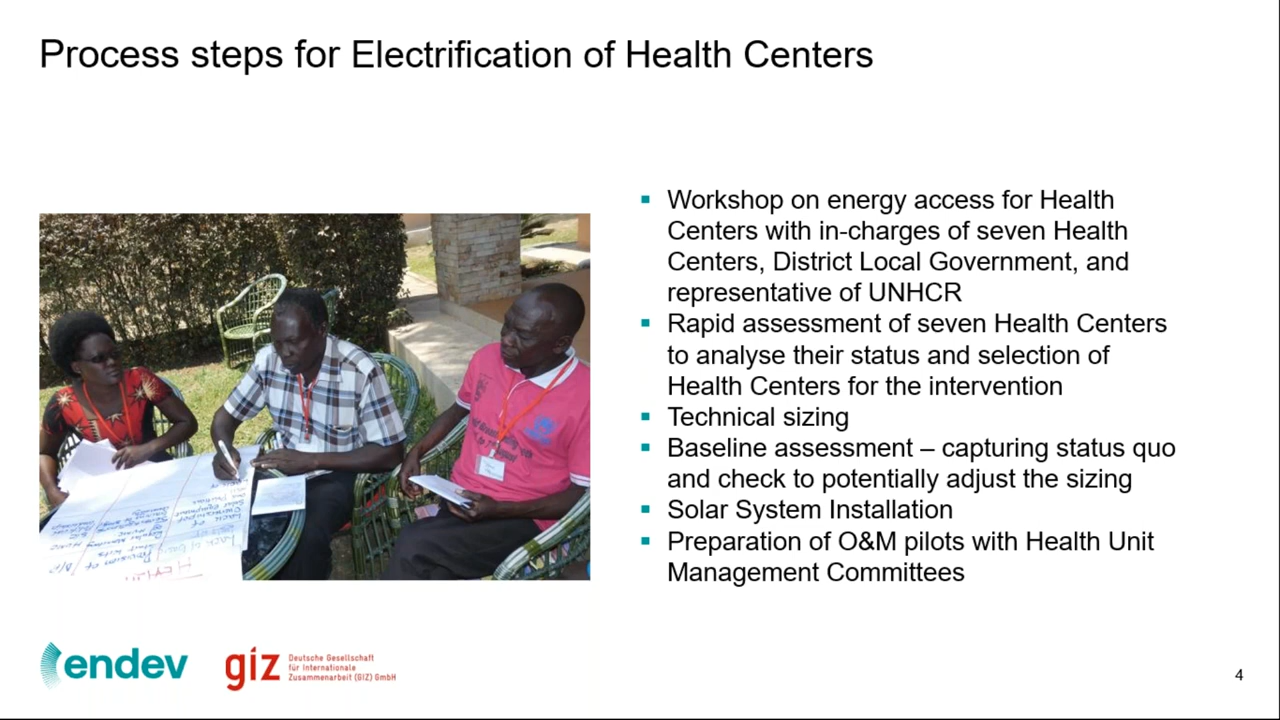 Process steps for Electrification of Health Centers
▪ Workshop on energy access for Health
Centers with in-charges of seven Health
Centers, District Local Government, and
representative of UNHCR
▪ Rapid assessment of seven Health Centers
to analyse their status and selection of
Health Centers for the intervention
▪ Technical sizing
▪ Baseline assessment – capturing status quo
and check to potentially adjust the sizing
▪ Solar System Installation
▪ Preparation of O&M pilots with Health Unit
Management Committees
endev
giz
Deutsche Gesellschaft
für Internationale
Zusammenarbeit (GIZ) GmbH
4